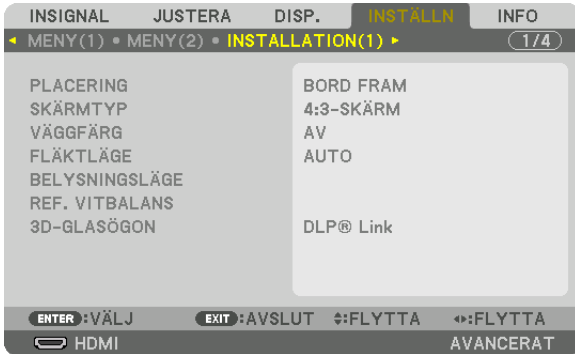 INSIGNAL JUSTERA DISP. INSTÄLLN INFO
◂ MENY(1) • MENY(2) • INSTALLATION(1) ▸ 1/4
PLACERING BORD FRAM
SKÄRMTYP 4:3-SKÄRM
VÄGGFÄRG AV
FLÄKTLÄGE AUTO
BELYSNINGSLÄGE
REF. VITBALANS
3D-GLASÖGON DLP® Link
ENTER :VÄLJ EXIT :AVSLUT ♦:FLYTTA ◂▸:FLYTTA
HDMI AVANCERAT